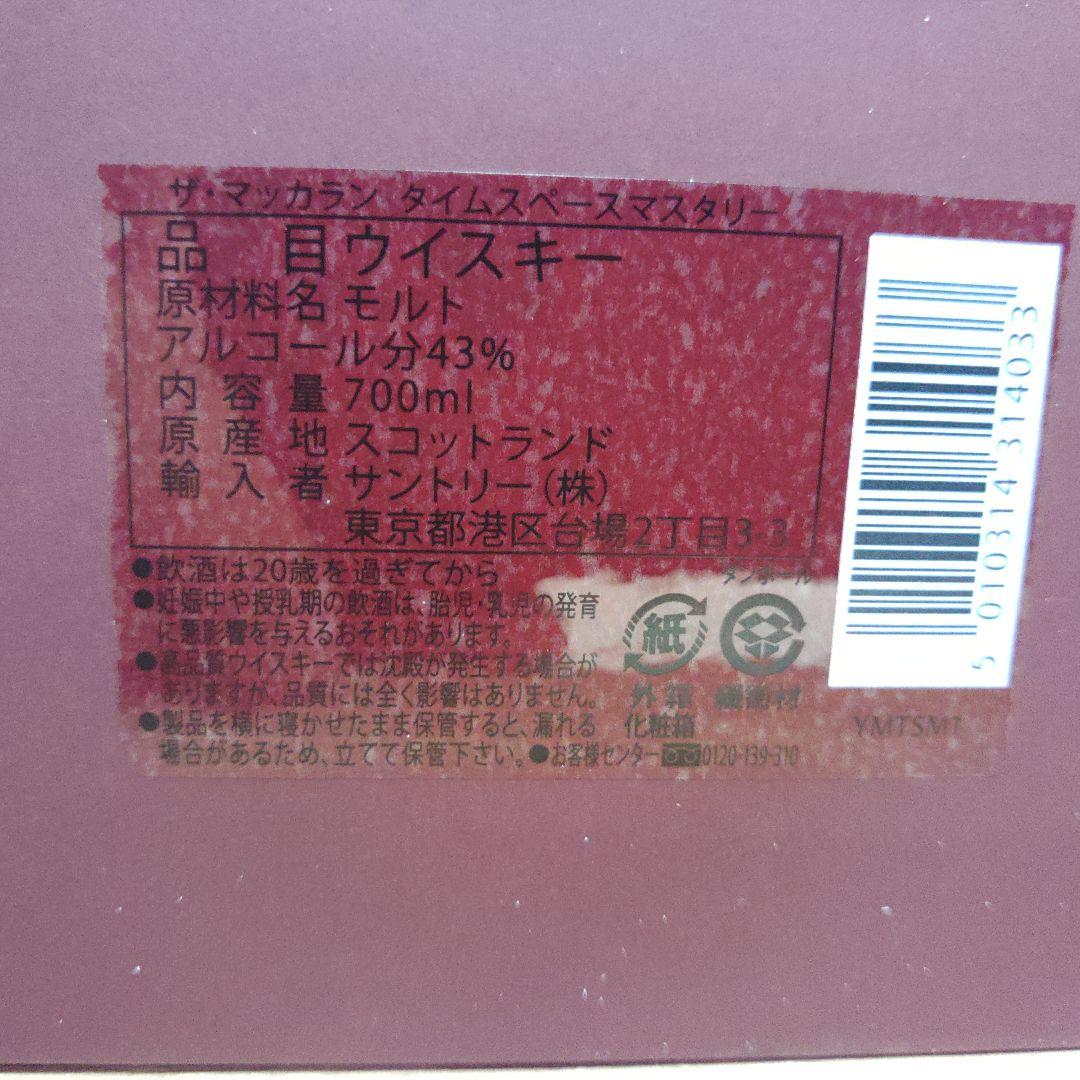 ザ・マッカラン タイムスペースマスタリー
品目 ウイスキー
原材料名 モルト
アルコール分43%
内容量 700ml
原産地 スコットランド
輸入者 サントリー(株)
東京都港区台場2丁目3-3
●飲酒は20歳を過ぎてから
●妊娠中や授乳期の飲酒は、胎児・乳児の発育
に悪影響を与えるおそれがあります。
●高品質ウイスキーでは沈殿が発生する場合が
ありますが、品質には全く影響はありません。
●製品を横に寝かせたまま保管すると、漏れる
場合があるため、立てて保管下さい。●お客様センター 0120-139-310
ダンボール
紙
外箱 緩衝材
化粧箱
YMTSM1
5 010314 314033